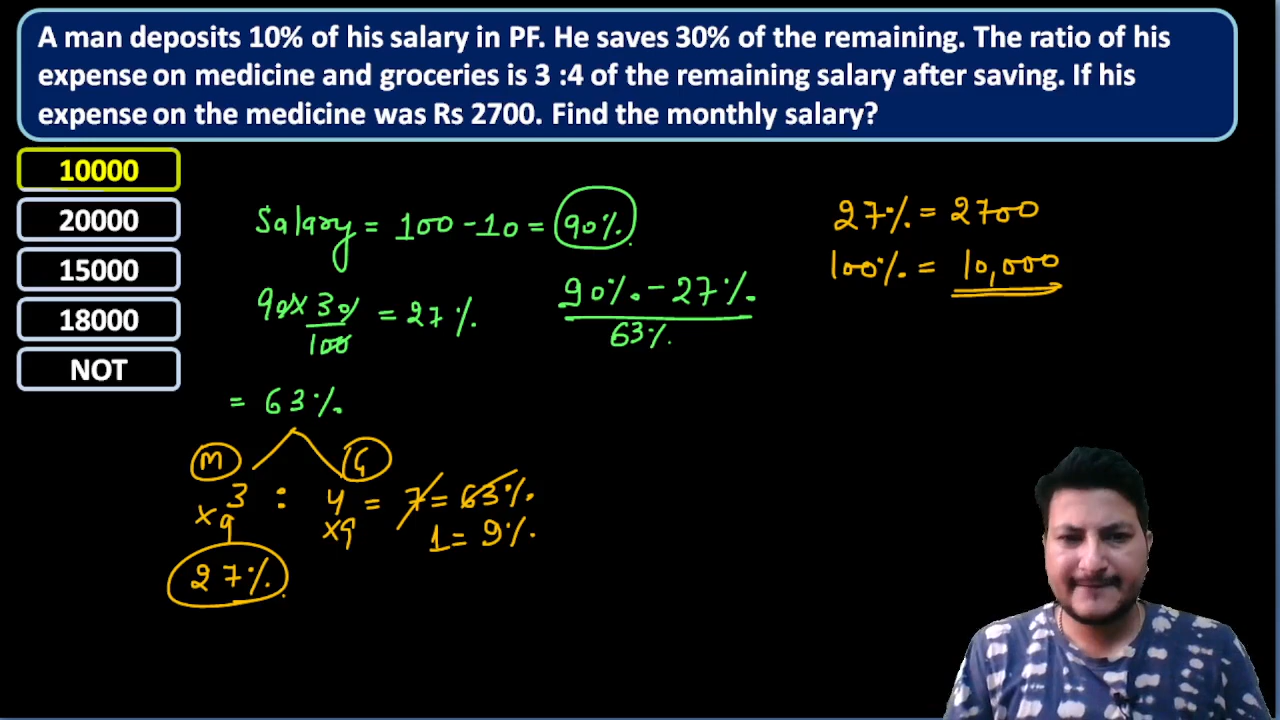 A man deposits 10% of his salary in PF. He saves 30% of the remaining. The ratio of his
expense on medicine and groceries is 3 :4 of the remaining salary after saving. If his
expense on the medicine was Rs 2700. Find the monthly salary?
10000
20000
15000
18000
NOT
Salary = 100 - 10 = 90%.
90 x 30/100 = 27%.
90%. - 27%.
63%.
= 63%.
M G
3 : 4 = 7 = 63%.
x9 x9 1 = 9%.
27%.
27% = 2700
100% = 10,000